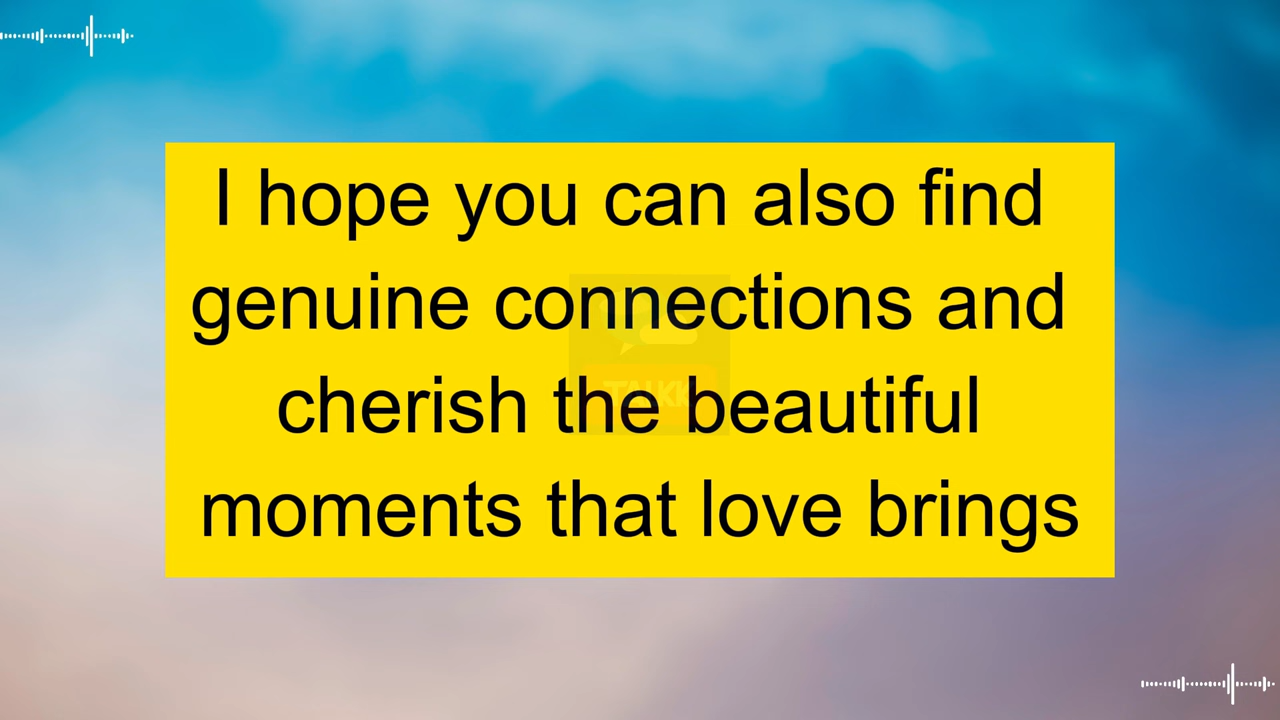 I hope you can also find
genuine connections and
cherish the beautiful
moments that love brings